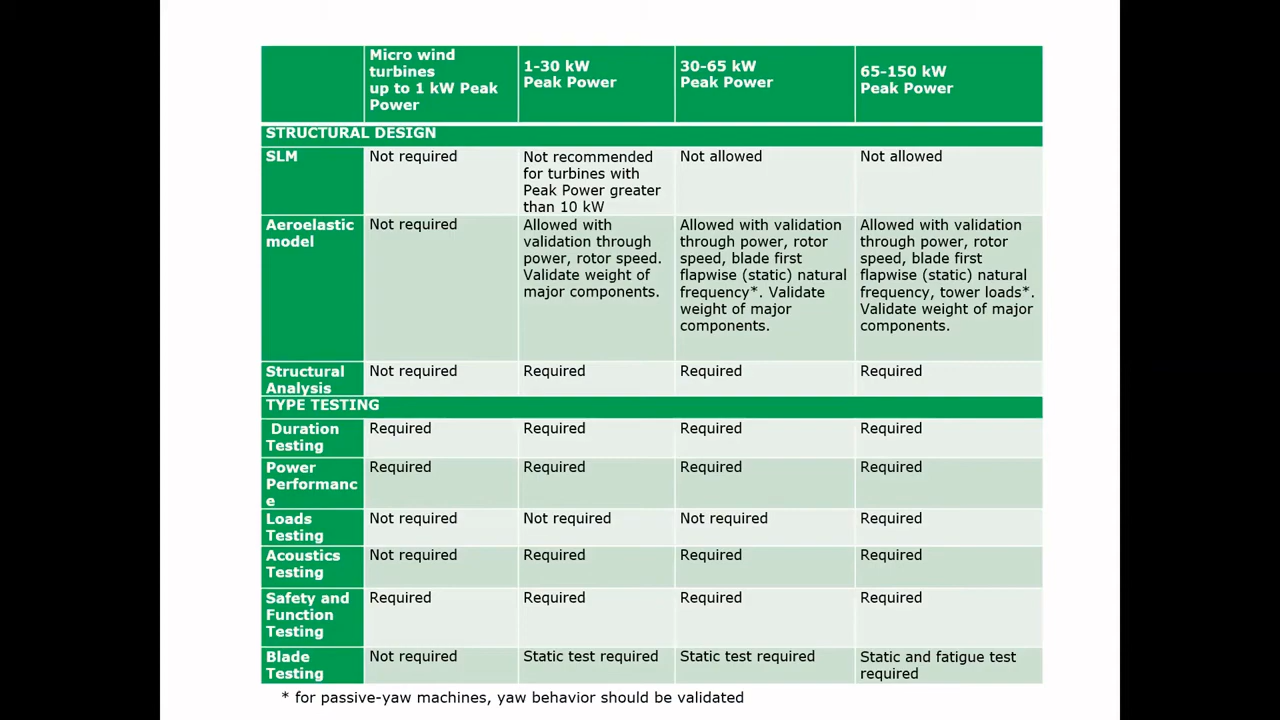 Micro wind
turbines
up to 1 kW Peak
Power
1-30 kW
Peak Power
30-65 kW
Peak Power
65-150 kW
Peak Power
STRUCTURAL DESIGN
SLM
Not required
Not recommended
for turbines with
Peak Power greater
than 10 kW
Not allowed
Not allowed
Aeroelastic
model
Not required
Allowed with
validation through
power, rotor speed.
Validate weight of
major components.
Allowed with validation
through power, rotor
speed, blade first
flapwise (static) natural
frequency*. Validate
weight of major
components.
Allowed with validation
through power, rotor
speed, blade first
flapwise (static) natural
frequency, tower loads*.
Validate weight of major
components.
Structural
Analysis
Not required
Required
Required
Required
TYPE TESTING
Duration
Testing
Required
Required
Required
Required
Power
Performanc
e
Required
Required
Required
Required
Loads
Testing
Not required
Not required
Not required
Required
Acoustics
Testing
Not required
Required
Required
Required
Safety and
Function
Testing
Required
Required
Required
Required
Blade
Testing
Not required
Static test required
Static test required
Static and fatigue test
required
* for passive-yaw machines, yaw behavior should be validated